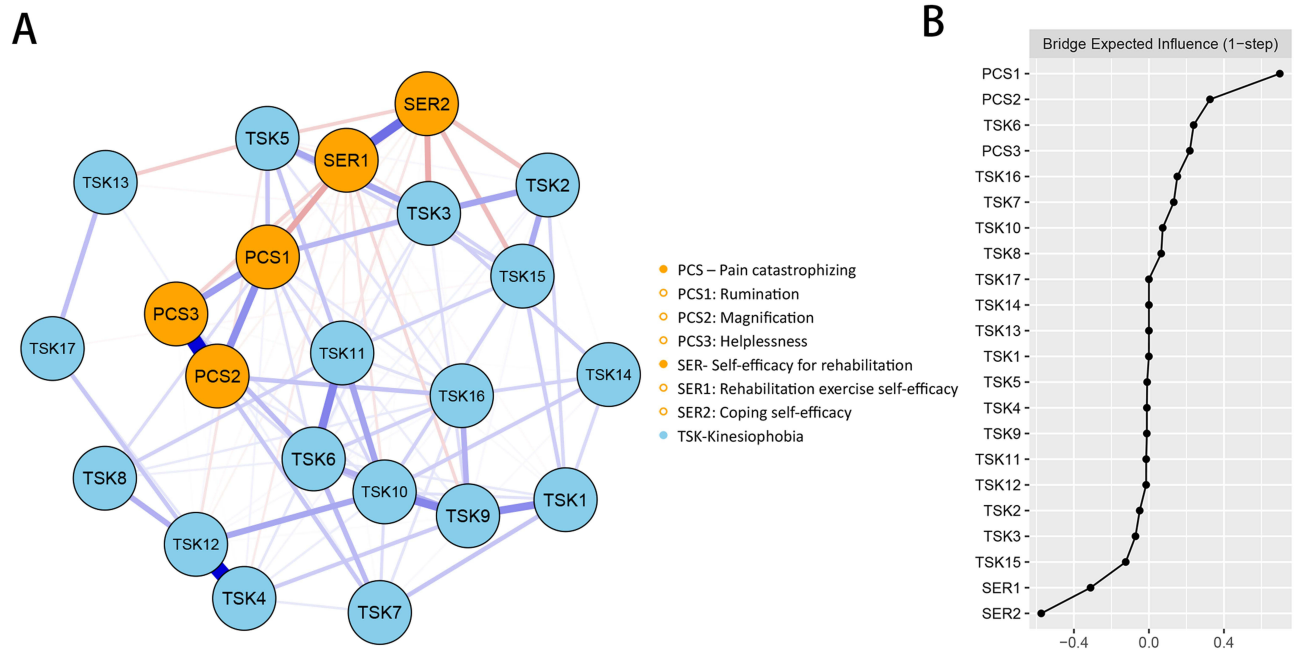 A
SER2
TSK5
SER1
TSK13
TSK2
TSK3
PCS1
TSK15
PCS3
TSK17
TSK11
PCS2
TSK14
TSK16
TSK6
TSK8
TSK10
TSK1
TSK9
TSK12
TSK4
TSK7
PCS – Pain catastrophizing
PCS1: Rumination
PCS2: Magnification
PCS3: Helplessness
SER- Self-efficacy for rehabilitation
SER1: Rehabilitation exercise self-efficacy
SER2: Coping self-efficacy
TSK-Kinesiophobia
B
Bridge Expected Influence (1−step)
PCS1
PCS2
TSK6
PCS3
TSK16
TSK7
TSK10
TSK8
TSK17
TSK14
TSK13
TSK1
TSK5
TSK4
TSK9
TSK11
TSK12
TSK2
TSK3
TSK15
SER1
SER2
−0.4 0.0 0.4